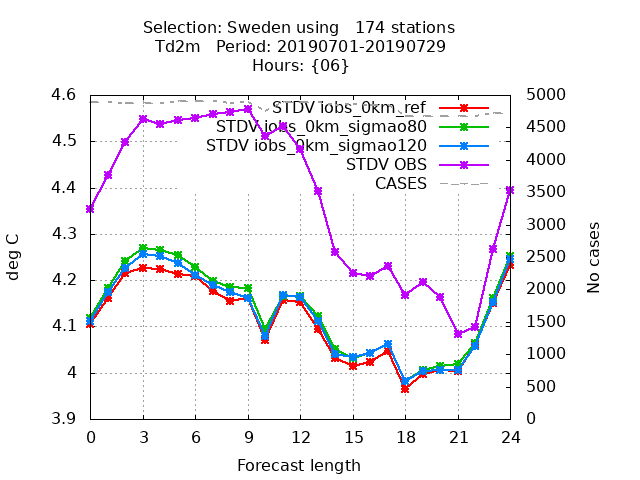 Selection: Sweden using   174 stations
Td2m   Period: 20190701-20190729
Hours: {06}
STDV iobs_0km_ref
STDV iobs_0km_sigmao80
STDV iobs_0km_sigmao120
STDV OBS
CASES
4.6
4.5
4.4
4.3
4.2
4.1
4
3.9
5000
4500
4000
3500
3000
2500
2000
1500
1000
500
0
deg C
No cases
0 3 6 9 12 15 18 21 24
Forecast length